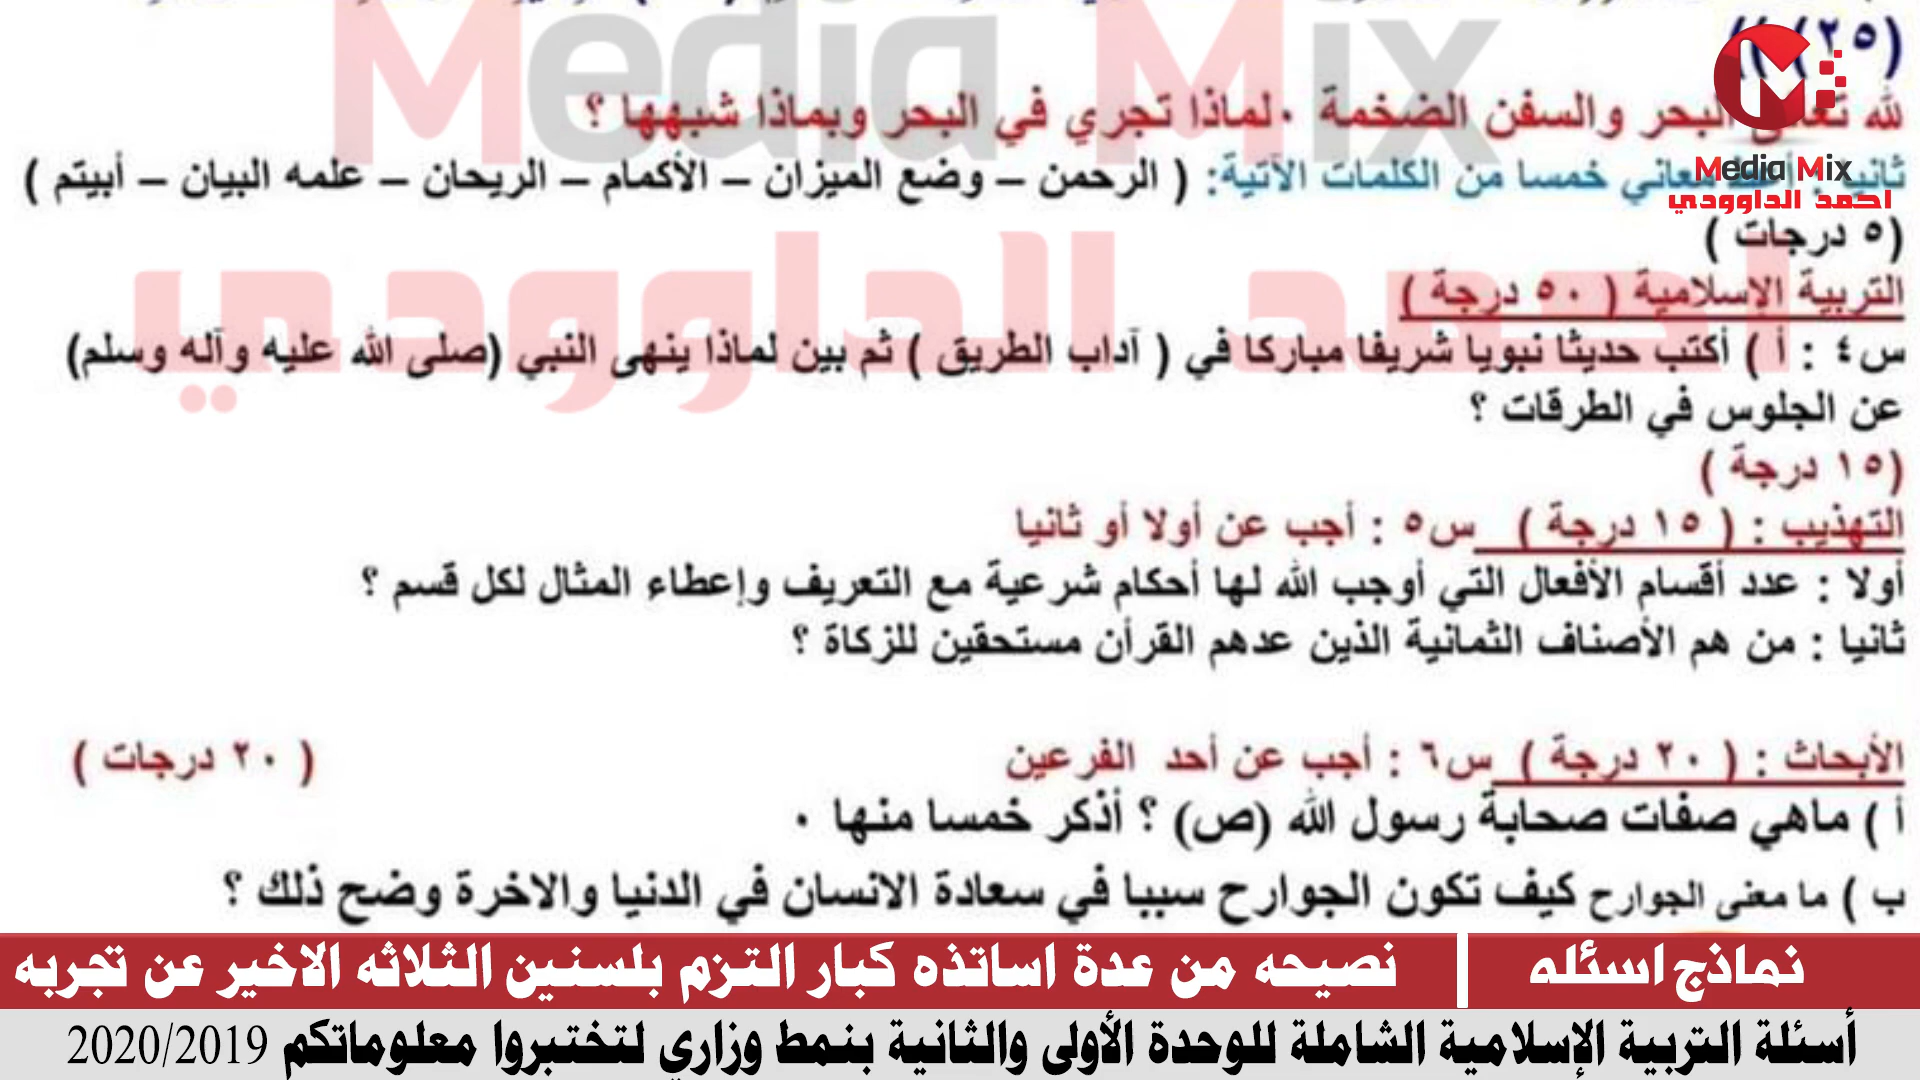 (٢٥)))
لله تعالى البحر والسفن الضخمة ٠ لماذا تجري في البحر وبماذا شبهها ؟
ثانيا : معاني خمسا من الكلمات الآتية: ( الرحمن – وضع الميزان – الأكمام – الريحان – علمه البيان – أبيتم )
(٥ درجات )
التربية الإسلامية ( ٥٠ درجة )
س٤ : أ ) أكتب حديثا نبويا شريفا مباركا في ( آداب الطريق ) ثم بين لماذا ينهى النبي (صلى الله عليه وآله وسلم)
عن الجلوس في الطرقات ؟
(١٥ درجة )
التهذيب : ( ١٥ درجة ) س٥ : أجب عن أولا أو ثانيا
أولا : عدد أقسام الأفعال التي أوجب الله لها أحكام شرعية مع التعريف وإعطاء المثال لكل قسم ؟
ثانيا : من هم الأصناف الثمانية الذين عدهم القرأن مستحقين للزكاة ؟
الأبحاث : ( ٢٠ درجة ) س٦ : أجب عن أحد الفرعين ( ٢٠ درجات )
أ ) ماهي صفات صحابة رسول الله (ص) ؟ أذكر خمسا منها ٠
ب ) ما معنى الجوارح كيف تكون الجوارح سببا في سعادة الانسان في الدنيا والاخرة وضح ذلك ؟
نماذج اسئله | نصيحه من عدة اساتذه كبار التزم بلسنين الثلاثه الاخير عن تجربه
أسئلة التربية الإسلامية الشاملة للوحدة الأولى والثانية بنمط وزاري لتختبروا معلوماتكم 2020/2019
Media Mix
احمد الداوودي
Media Mix
احمد الداوودي